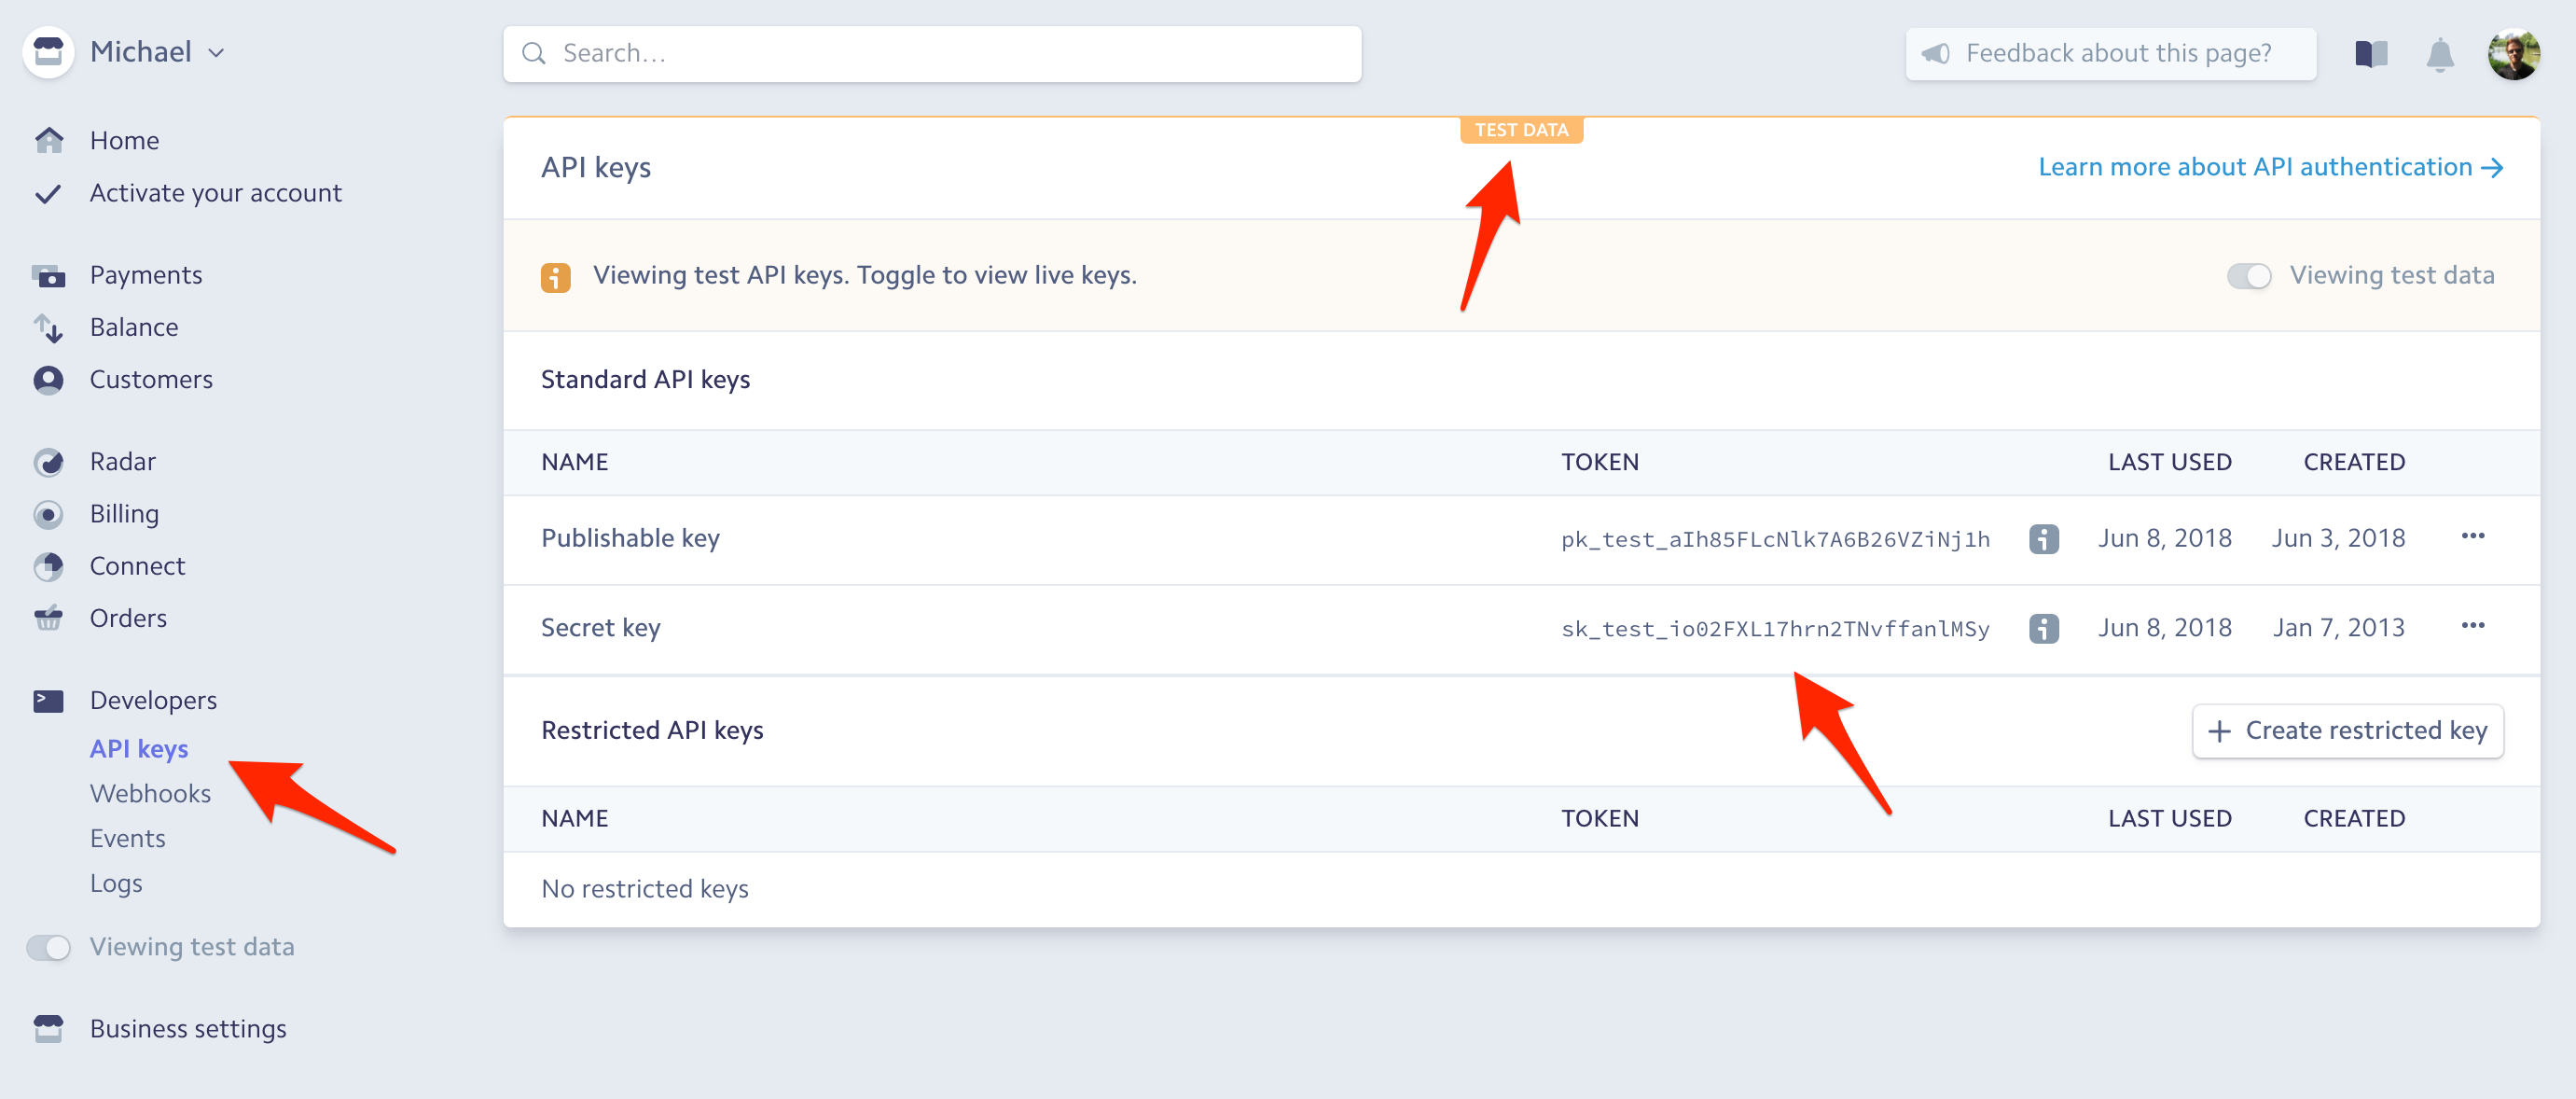 Michael
Search...
Feedback about this page?
Home
Activate your account
Payments
Balance
Customers
Radar
Billing
Connect
Orders
Developers
API keys
Webhooks
Events
Logs
Viewing test data
Business settings
TEST DATA
API keys
Learn more about API authentication →
Viewing test API keys. Toggle to view live keys.
Viewing test data
Standard API keys
NAME TOKEN LAST USED CREATED
Publishable key pk_test_aIh85FLcNlk7A6B26VZiNj1h Jun 8, 2018 Jun 3, 2018
Secret key sk_test_io02FXL17hrn2TNvffanlMSy Jun 8, 2018 Jan 7, 2013
Restricted API keys
+ Create restricted key
NAME TOKEN LAST USED CREATED
No restricted keys